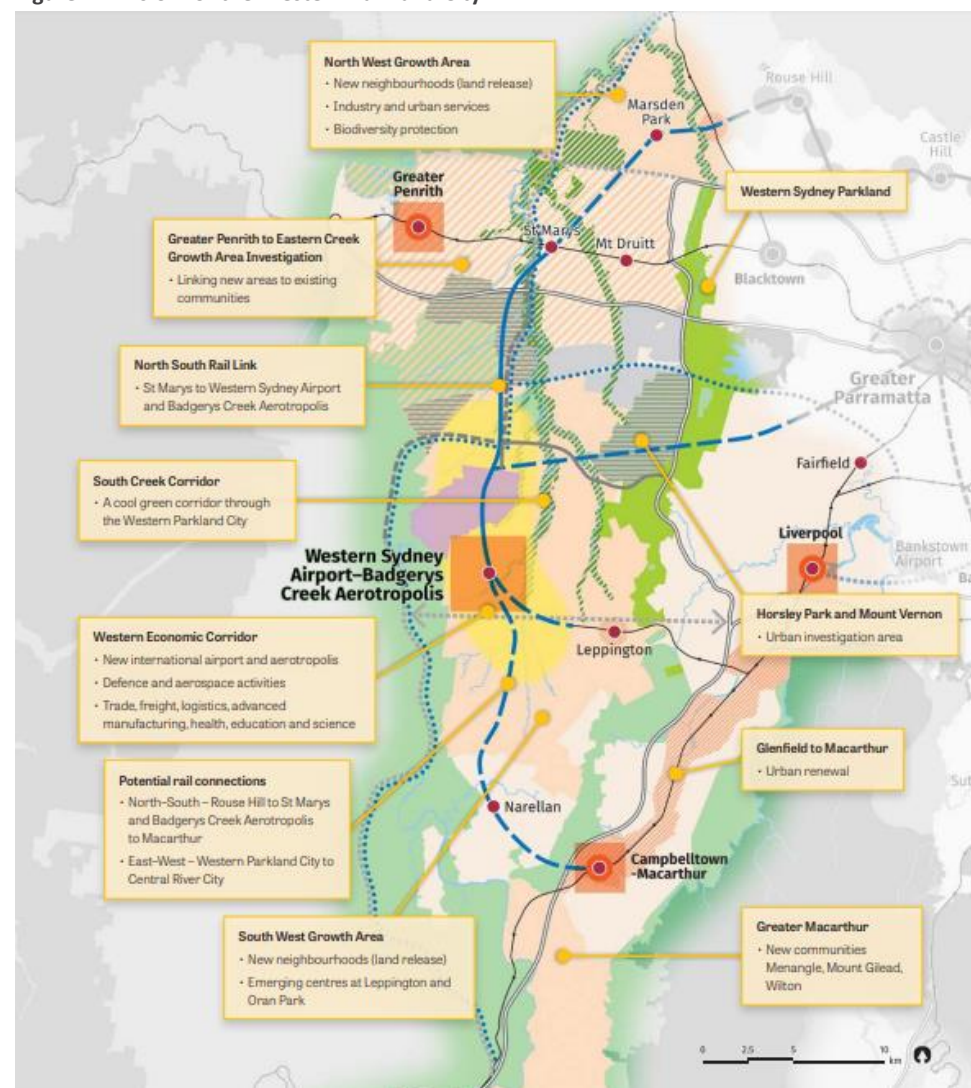 North West Growth Area
• New neighbourhoods (land release)
• Industry and urban services
• Biodiversity protection
Rouse Hill
Marsden
Park
Castle
Hill
Greater
Penrith
Western Sydney Parkland
St Marys
Mt Druitt
Blacktown
Greater Penrith to Eastern Creek
Growth Area Investigation
• Linking new areas to existing
communities
North South Rail Link
• St Marys to Western Sydney Airport
and Badgerys Creek Aerotropolis
Greater
Parramatta
Fairfield
South Creek Corridor
• A cool green corridor through
the Western Parkland City
Liverpool
Bankstown
Airport
Western Sydney
Airport–Badgerys
Creek Aerotropolis
Horsley Park and Mount Vernon
• Urban investigation area
Leppington
Western Economic Corridor
• New international airport and aerotropolis
• Defence and aerospace activities
• Trade, freight, logistics, advanced
manufacturing, health, education and science
Glenfield to Macarthur
• Urban renewal
Potential rail connections
• North-South – Rouse Hill to St Marys
and Badgerys Creek Aerotropolis
to Macarthur
• East-West – Western Parkland City to
Central River City
Narellan
Campbelltown
-Macarthur
South West Growth Area
• New neighbourhoods (land release)
• Emerging centres at Leppington and
Oran Park
Greater Macarthur
• New communities
Menangle, Mount Gilead,
Wilton
0 2.5 5 10
km